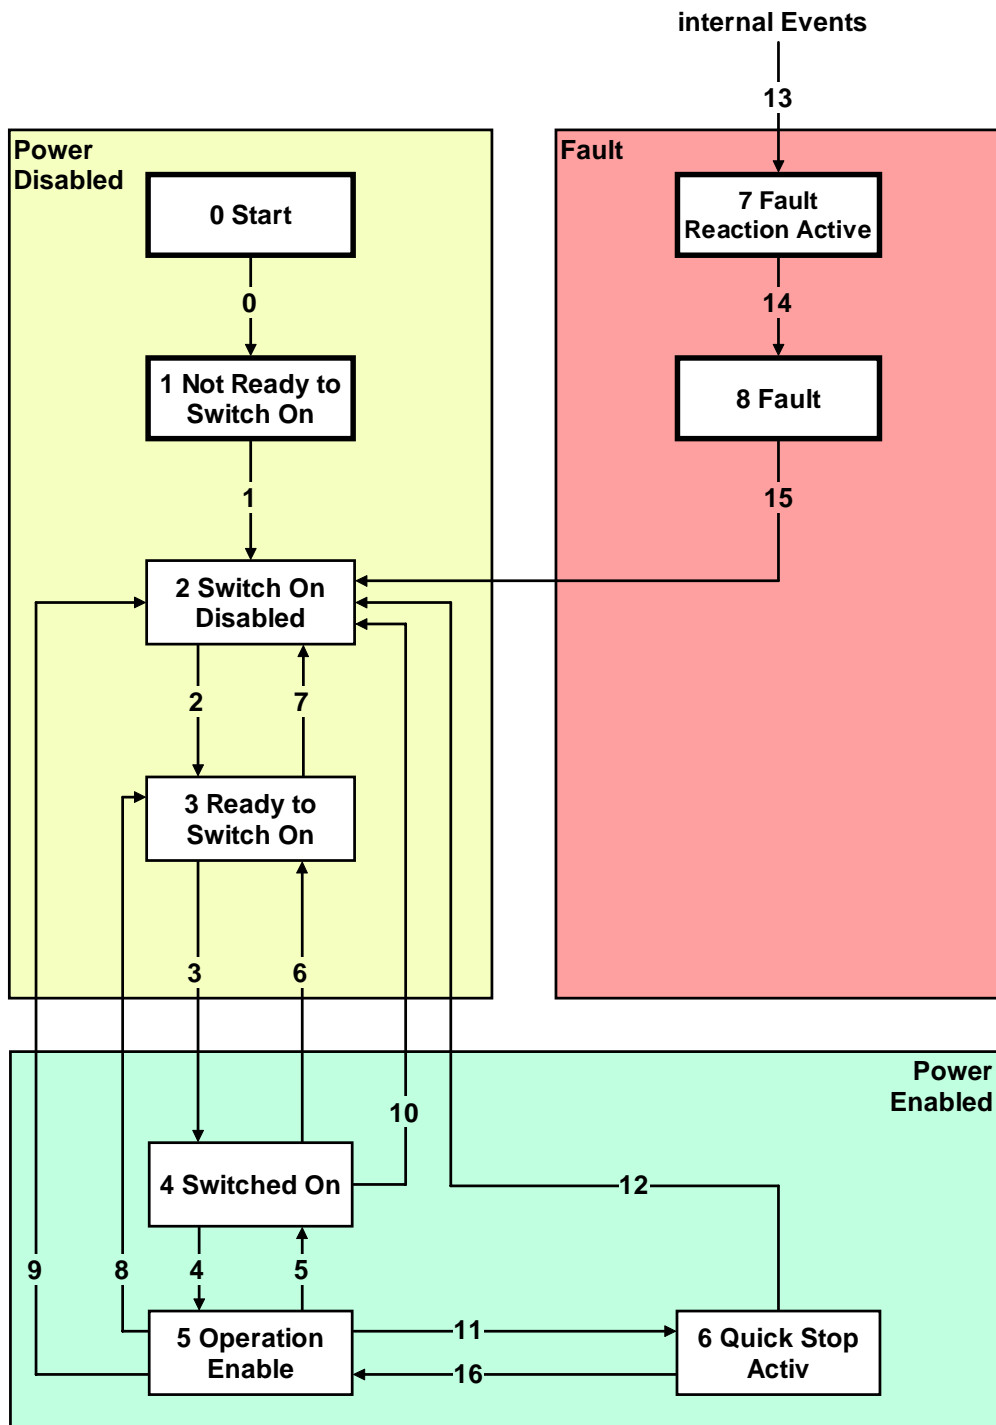 internal Events
13
Power
Disabled
Fault
0 Start
7 Fault
Reaction Active
0
14
1 Not Ready to
Switch On
8 Fault
1
15
2 Switch On
Disabled
2
7
3 Ready to
Switch On
3
6
Power
Enabled
10
4 Switched On
12
9
8
4
5
5 Operation
Enable
11
16
6 Quick Stop
Activ